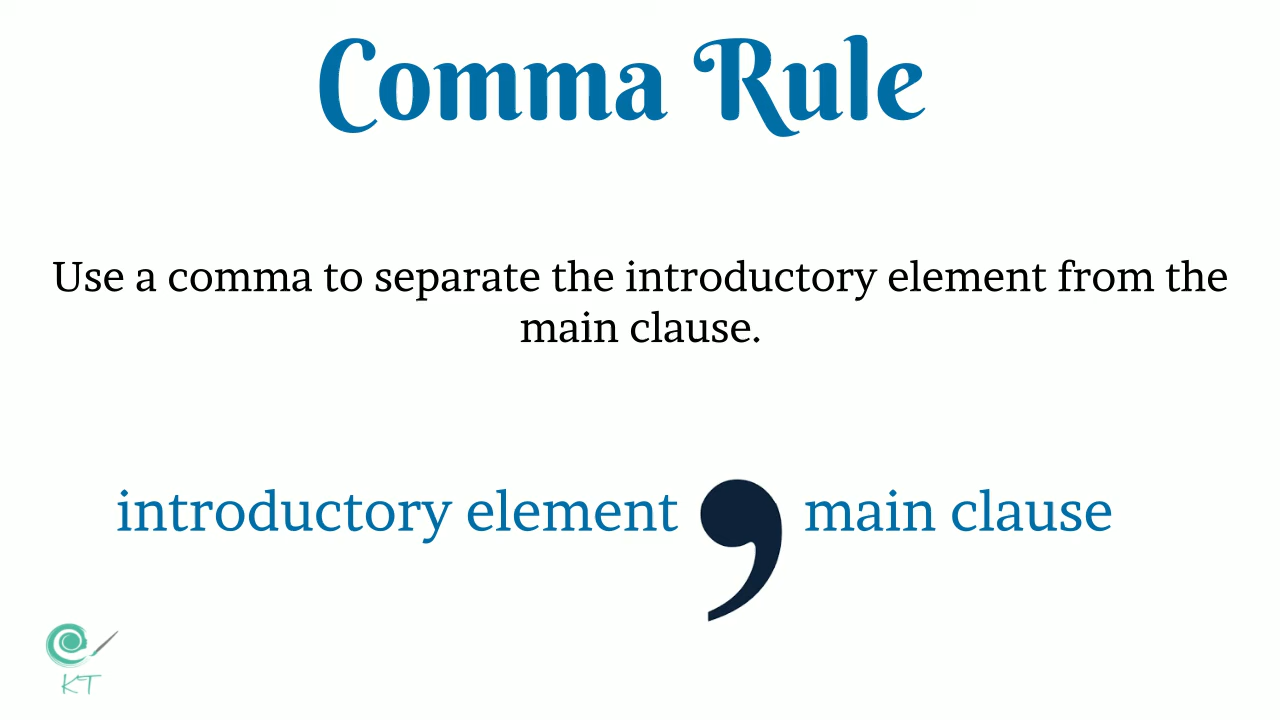 Comma Rule
Use a comma to separate the introductory element from the
main clause.
introductory element , main clause
KT